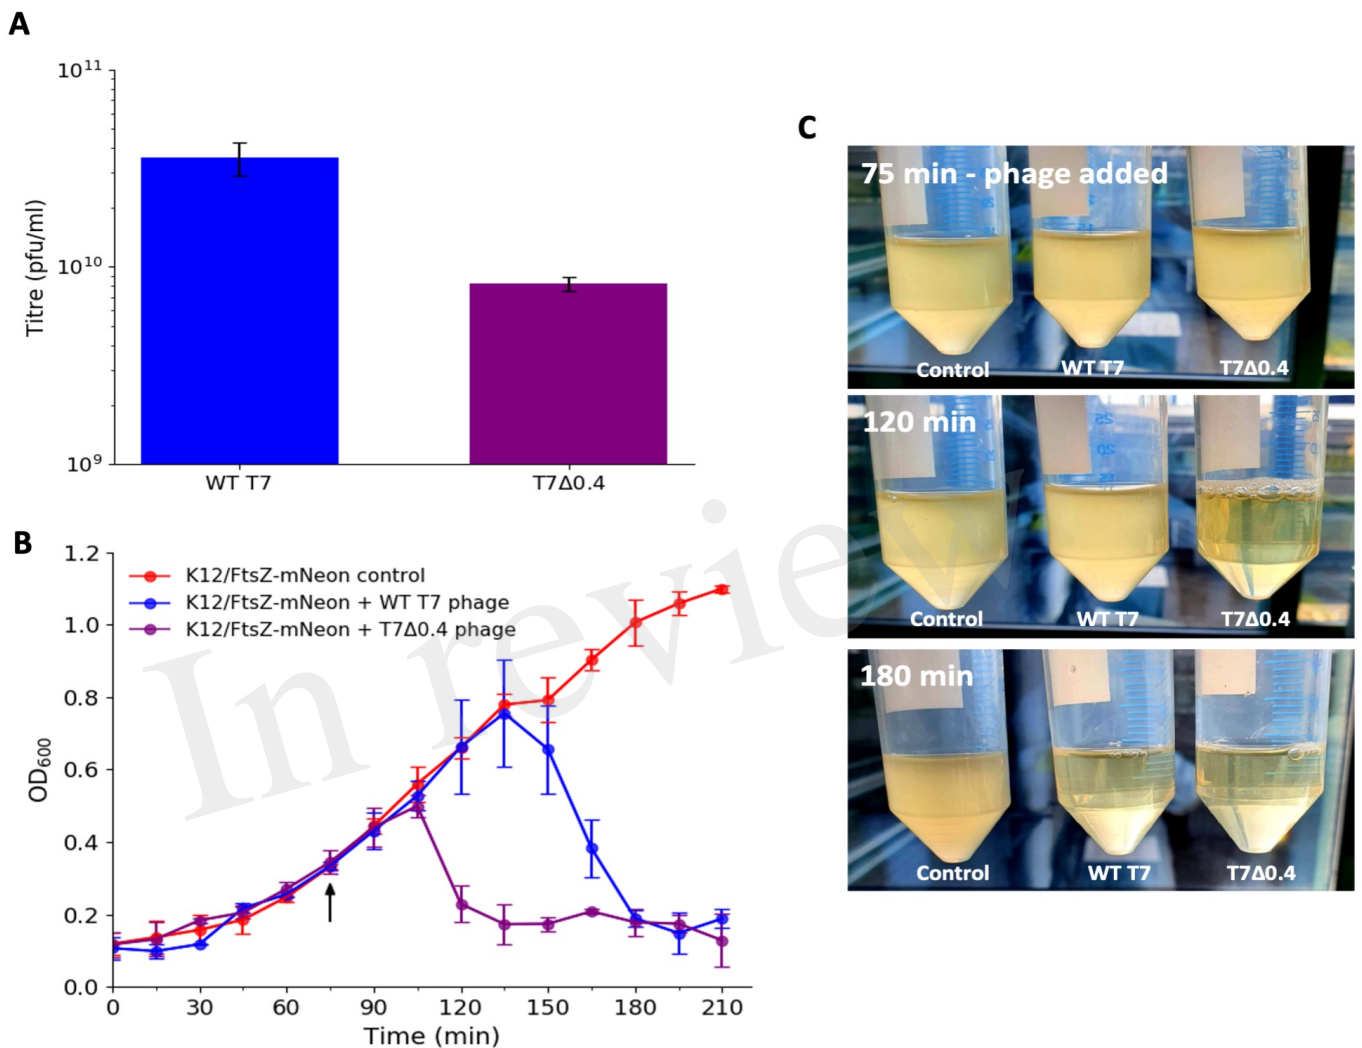 A
10¹¹
10¹⁰
10⁹
Titre (pfu/ml)
WT T7
T7Δ0.4
B
1.2
1.0
0.8
0.6
0.4
0.2
0.0
OD₆₀₀
K12/FtsZ-mNeon control
K12/FtsZ-mNeon + WT T7 phage
K12/FtsZ-mNeon + T7Δ0.4 phage
0 30 60 90 120 150 180 210
Time (min)
C
75 min - phage added
Control WT T7 T7Δ0.4
120 min
25
20
15
Control WT T7 T7Δ0.4
180 min
Control WT T7 T7Δ0.4
In review